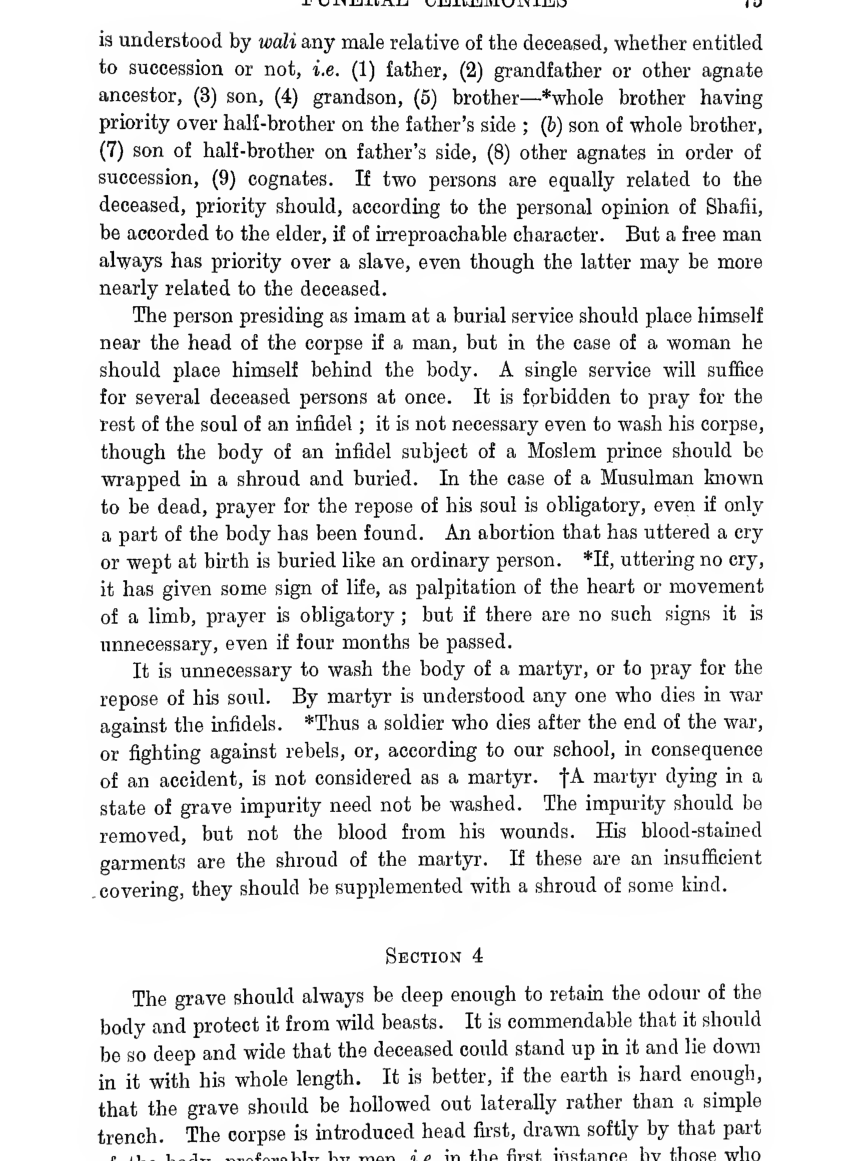 FUNERAL CEREMONIES 75
is understood by wali any male relative of the deceased, whether entitled
to succession or not, i.e. (1) father, (2) grandfather or other agnate
ancestor, (3) son, (4) grandson, (5) brother—*whole brother having
priority over half-brother on the father's side ; (b) son of whole brother,
(7) son of half-brother on father's side, (8) other agnates in order of
succession, (9) cognates. If two persons are equally related to the
deceased, priority should, according to the personal opinion of Shafii,
be accorded to the elder, if of irreproachable character. But a free man
always has priority over a slave, even though the latter may be more
nearly related to the deceased.
The person presiding as imam at a burial service should place himself
near the head of the corpse if a man, but in the case of a woman he
should place himself behind the body. A single service will suffice
for several deceased persons at once. It is forbidden to pray for the
rest of the soul of an infidel ; it is not necessary even to wash his corpse,
though the body of an infidel subject of a Moslem prince should be
wrapped in a shroud and buried. In the case of a Musulman known
to be dead, prayer for the repose of his soul is obligatory, even if only
a part of the body has been found. An abortion that has uttered a cry
or wept at birth is buried like an ordinary person. *If, uttering no cry,
it has given some sign of life, as palpitation of the heart or movement
of a limb, prayer is obligatory ; but if there are no such signs it is
unnecessary, even if four months be passed.
It is unnecessary to wash the body of a martyr, or to pray for the
repose of his soul. By martyr is understood any one who dies in war
against the infidels. *Thus a soldier who dies after the end of the war,
or fighting against rebels, or, according to our school, in consequence
of an accident, is not considered as a martyr. †A martyr dying in a
state of grave impurity need not be washed. The impurity should be
removed, but not the blood from his wounds. His blood-stained
garments are the shroud of the martyr. If these are an insufficient
covering, they should be supplemented with a shroud of some kind.
SECTION 4
The grave should always be deep enough to retain the odour of the
body and protect it from wild beasts. It is commendable that it should
be so deep and wide that the deceased could stand up in it and lie down
in it with his whole length. It is better, if the earth is hard enough,
that the grave should be hollowed out laterally rather than a simple
trench. The corpse is introduced head first, drawn softly by that part
of the body, preferably by men, i.e. in the first instance by those who